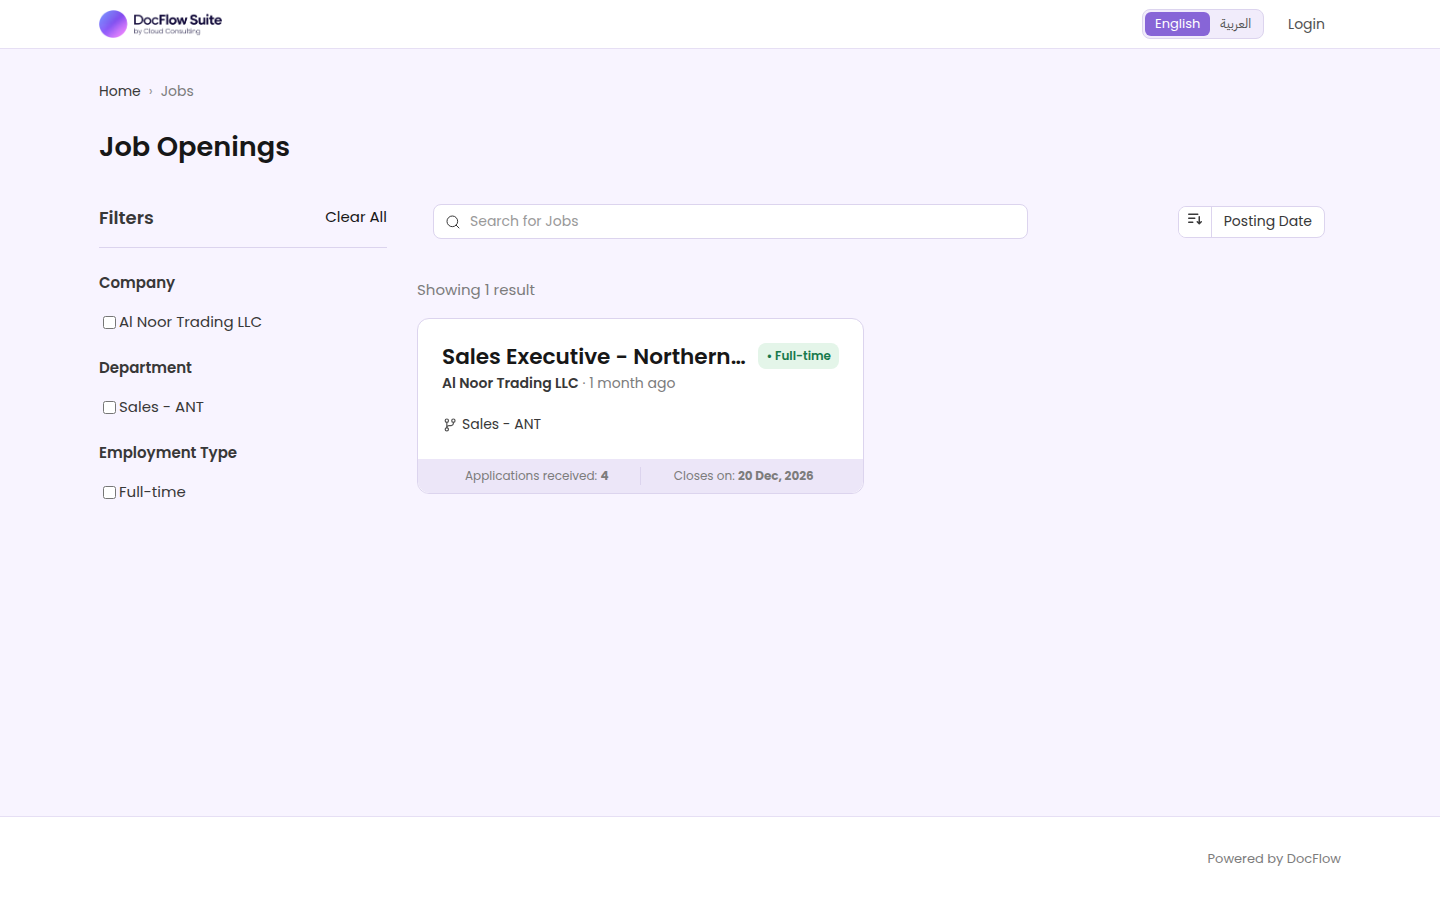 DocFlow Suite
by Cloud Consulting
English
العربية
Login
Home › Jobs
Job Openings
Filters
Clear All
Search for Jobs
Posting Date
Company
Al Noor Trading LLC
Department
Sales - ANT
Employment Type
Full-time
Showing 1 result
Sales Executive - Northern...
• Full-time
Al Noor Trading LLC · 1 month ago
Sales - ANT
Applications received: 4
Closes on: 20 Dec, 2026
Powered by DocFlow